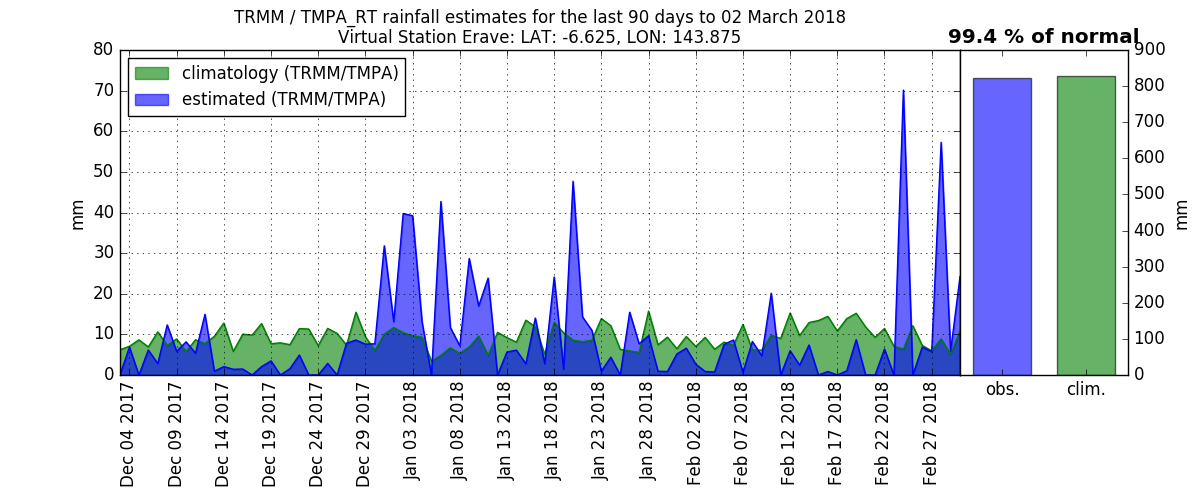 TRMM / TMPA_RT rainfall estimates for the last 90 days to 02 March 2018
Virtual Station Erave: LAT: -6.625, LON: 143.875
99.4 % of normal
climatology (TRMM/TMPA)
estimated (TRMM/TMPA)
mm
80
70
60
50
40
30
20
10
0
Dec 04 2017
Dec 09 2017
Dec 14 2017
Dec 19 2017
Dec 24 2017
Dec 29 2017
Jan 03 2018
Jan 08 2018
Jan 13 2018
Jan 18 2018
Jan 23 2018
Jan 28 2018
Feb 02 2018
Feb 07 2018
Feb 12 2018
Feb 17 2018
Feb 22 2018
Feb 27 2018
obs.
clim.
900
800
700
600
500
400
300
200
100
0
mm